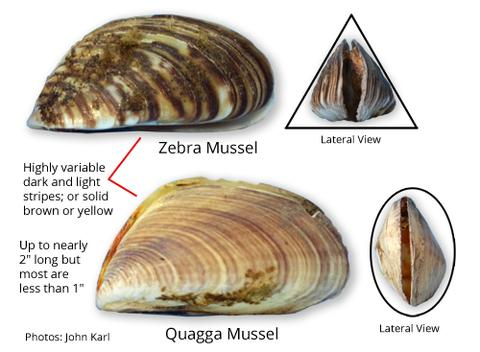 Zebra Mussel
Lateral View
Highly variable
dark and light
stripes; or solid
brown or yellow
Up to nearly
2" long but
most are
less than 1"
Lateral View
Photos: John Karl
Quagga Mussel